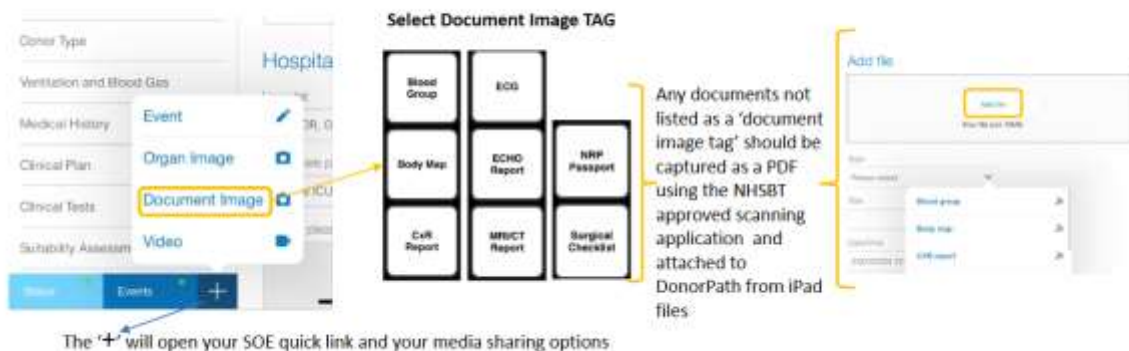 Select Document Image TAG
Donor Type
Ventilation and Blood Gas
Medical History
Clinical Plan
Clinical Tests
Suitability Assessm
Hospita
Event
Organ Image
Document Image
Video
Events
+
Blood
Group
ECG
Body Map
ECHO
Report
NRP
Passport
CxR
Report
MRI/CT
Report
Surgical
Checklist
Any documents not
listed as a 'document
image tag' should be
captured as a PDF
using the NHSBT
approved scanning
application and
attached to
DonorPath from iPad
files
Add file
Please select
Blood group
Body map
The '+' will open your SOE quick link and your media sharing options